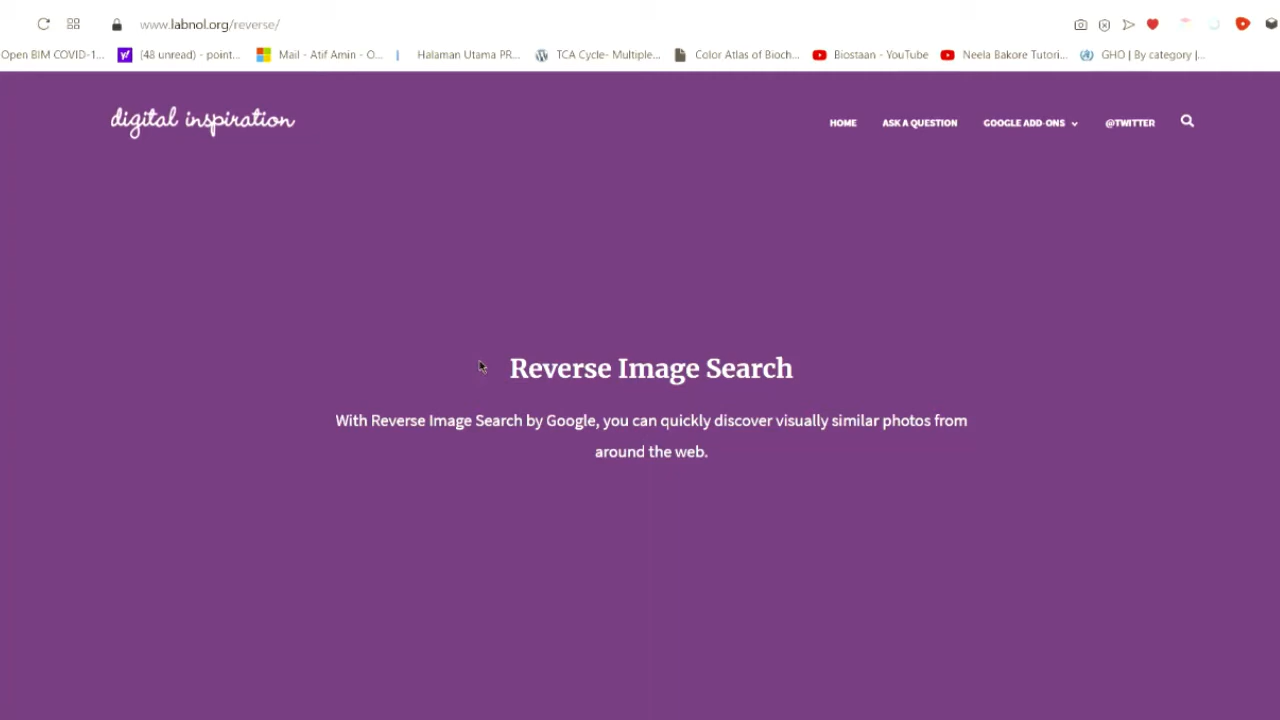 www.labnol.org/reverse/
Open BIM COVID-1... (48 unread) - point... Mail - Atif Amin - O... Halaman Utama PR... TCA Cycle- Multiple... Color Atlas of Bioch... Biostaan - YouTube Neela Bakore Tutori... GHO | By category |...
digital inspiration HOME ASK A QUESTION GOOGLE ADD-ONS @TWITTER
Reverse Image Search
With Reverse Image Search by Google, you can quickly discover visually similar photos from
around the web.